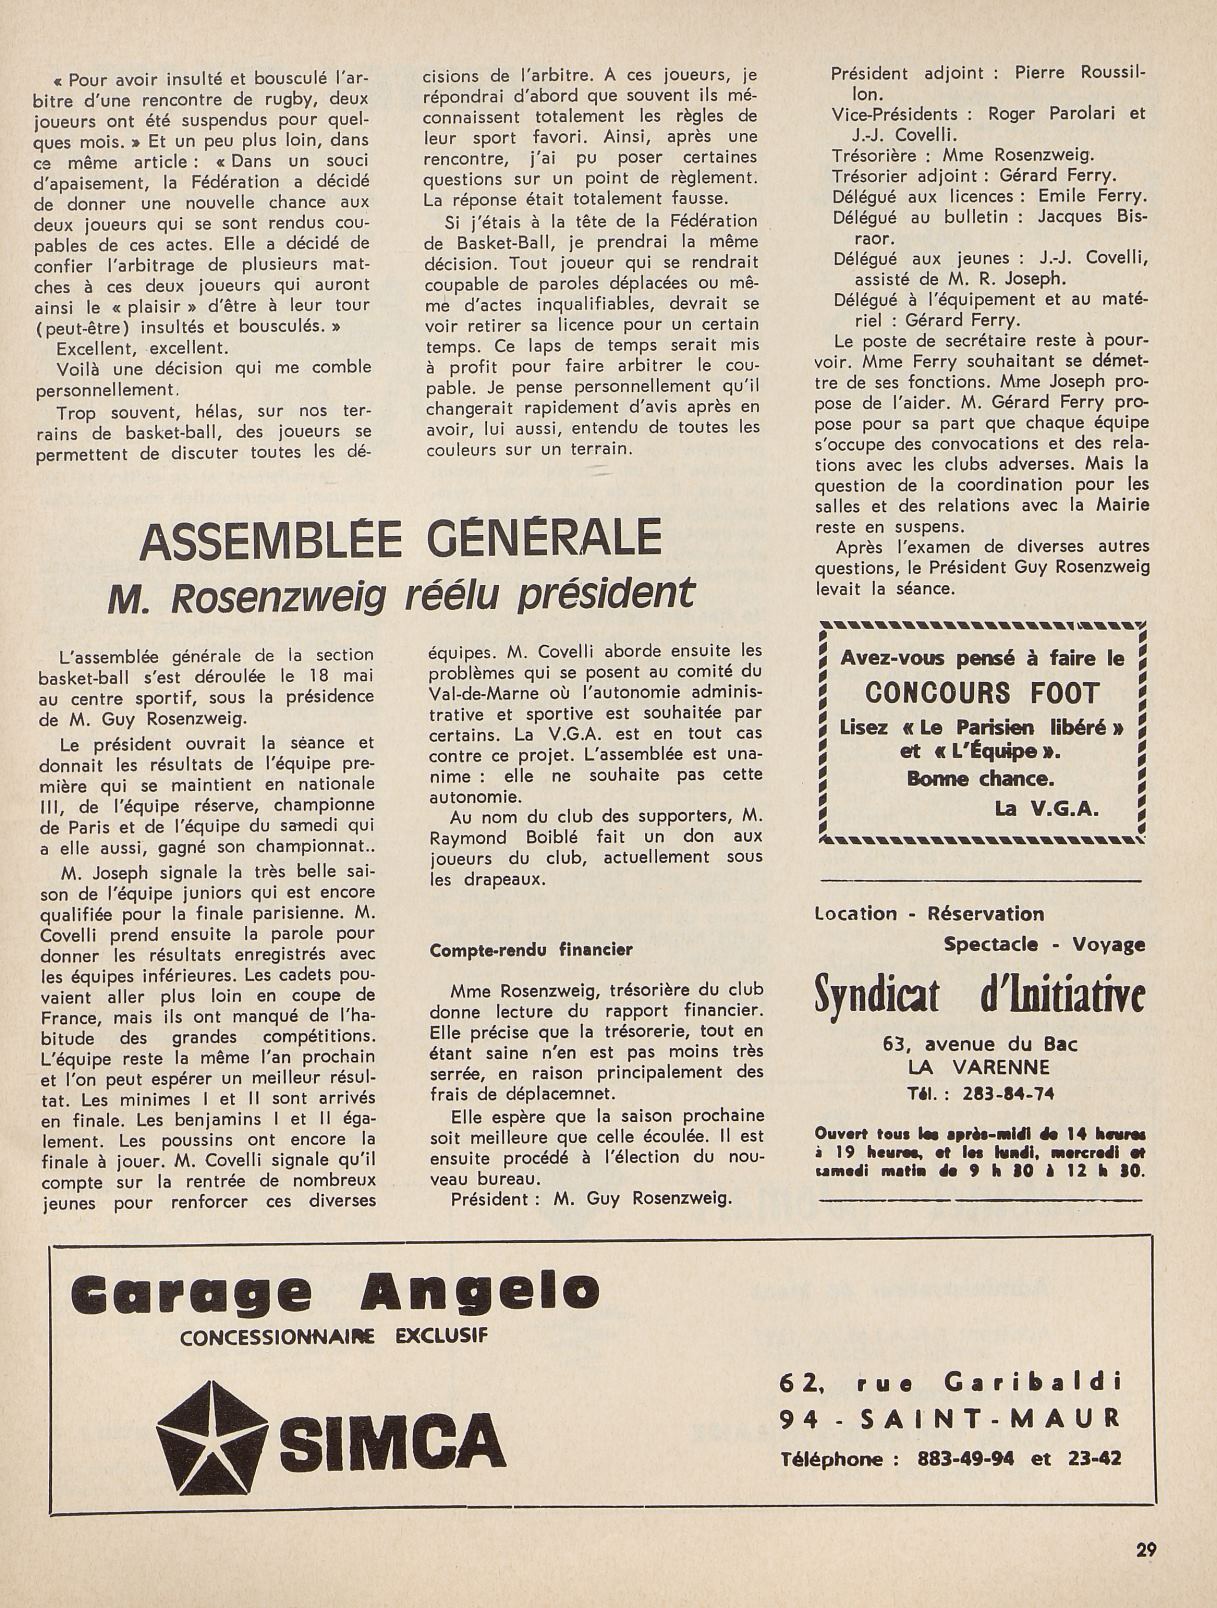 « Pour avoir insulté et bousculé l'ar-
bitre d'une rencontre de rugby, deux
joueurs ont été suspendus pour quel-
ques mois. » Et un peu plus loin, dans
ce même article : « Dans un souci
d'apaisement, la Fédération a décidé
de donner une nouvelle chance aux
deux joueurs qui se sont rendus cou-
pables de ces actes. Elle a décidé de
confier l'arbitrage de plusieurs mat-
ches à ces deux joueurs qui auront
ainsi le « plaisir » d'être à leur tour
(peut-être) insultés et bousculés. »
Excellent, excellent.
Voilà une décision qui me comble
personnellement.
Trop souvent, hélas, sur nos ter-
rains de basket-ball, des joueurs se
permettent de discuter toutes les dé-
cisions de l'arbitre. A ces joueurs, je
répondrai d'abord que souvent ils mé-
connaissent totalement les règles de
leur sport favori. Ainsi, après une
rencontre, j'ai pu poser certaines
questions sur un point de règlement.
La réponse était totalement fausse.
Si j'étais à la tête de la Fédération
de Basket-Ball, je prendrai la même
décision. Tout joueur qui se rendrait
coupable de paroles déplacées ou mê-
me d'actes inqualifiables, devrait se
voir retirer sa licence pour un certain
temps. Ce laps de temps serait mis
à profit pour faire arbitrer le cou-
pable. Je pense personnellement qu'il
changerait rapidement d'avis après en
avoir, lui aussi, entendu de toutes les
couleurs sur un terrain.
ASSEMBLÉE GÉNÉRALE
M. Rosenzweig réélu président
L'assemblée générale de la section
basket-ball s'est déroulée le 18 mai
au centre sportif, sous la présidence
de M. Guy Rosenzweig.
Le président ouvrait la séance et
donnait les résultats de l'équipe pre-
mière qui se maintient en nationale
III, de l'équipe réserve, championne
de Paris et de l'équipe du samedi qui
a elle aussi, gagné son championnat..
M. Joseph signale la très belle sai-
son de l'équipe juniors qui est encore
qualifiée pour la finale parisienne. M.
Covelli prend ensuite la parole pour
donner les résultats enregistrés avec
les équipes inférieures. Les cadets pou-
vaient aller plus loin en coupe de
France, mais ils ont manqué de l'ha-
bitude des grandes compétitions.
L'équipe reste la même l'an prochain
et l'on peut espérer un meilleur résul-
tat. Les minimes I et II sont arrivés
en finale. Les benjamins I et II éga-
lement. Les poussins ont encore la
finale à jouer. M. Covelli signale qu'il
compte sur la rentrée de nombreux
jeunes pour renforcer ces diverses
équipes. M. Covelli aborde ensuite les
problèmes qui se posent au comité du
Val-de-Marne où l'autonomie adminis-
trative et sportive est souhaitée par
certains. La V.G.A. est en tout cas
contre ce projet. L'assemblée est una-
nime : elle ne souhaite pas cette
autonomie.
Au nom du club des supporters, M.
Raymond Boiblé fait un don aux
joueurs du club, actuellement sous
les drapeaux.
Compte-rendu financier
Mme Rosenzweig, trésorière du club
donne lecture du rapport financier.
Elle précise que la trésorerie, tout en
étant saine n'en est pas moins très
serrée, en raison principalement des
frais de déplacemnet.
Elle espère que la saison prochaine
soit meilleure que celle écoulée. Il est
ensuite procédé à l'élection du nou-
veau bureau.
Président : M. Guy Rosenzweig.
Président adjoint : Pierre Roussil-
lon.
Vice-Présidents : Roger Parolari et
J.-J. Covelli.
Trésorière : Mme Rosenzweig.
Trésorier adjoint : Gérard Ferry.
Délégué aux licences : Emile Ferry.
Délégué au bulletin : Jacques Bis-
raor.
Délégué aux jeunes : J.-J. Covelli,
assisté de M. R. Joseph.
Délégué à l'équipement et au maté-
riel : Gérard Ferry.
Le poste de secrétaire reste à pour-
voir. Mme Ferry souhaitant se démet-
tre de ses fonctions. Mme Joseph pro-
pose de l'aider. M. Gérard Ferry pro-
pose pour sa part que chaque équipe
s'occupe des convocations et des rela-
tions avec les clubs adverses. Mais la
question de la coordination pour les
salles et des relations avec la Mairie
reste en suspens.
Après l'examen de diverses autres
questions, le Président Guy Rosenzweig
levait la séance.
Avez-vous pensé à faire le
CONCOURS FOOT
Lisez « Le Parisien libéré »
et « L'Équipe ».
Bonne chance.
La V.G.A.
Location - Réservation
Spectacle - Voyage
Syndicat d'Initiative
63, avenue du Bac
LA VARENNE
Tél. : 283-84-74
Ouvert tous les après-midi de 14 heures
à 19 heures, et les lundi, mercredi et
samedi matin de 9 h 30 à 12 h 30.
Garage Angelo
CONCESSIONNAIRE EXCLUSIF
SIMCA
62, rue Garibaldi
94 - SAINT-MAUR
Téléphone : 883-49-94 et 23-42
29